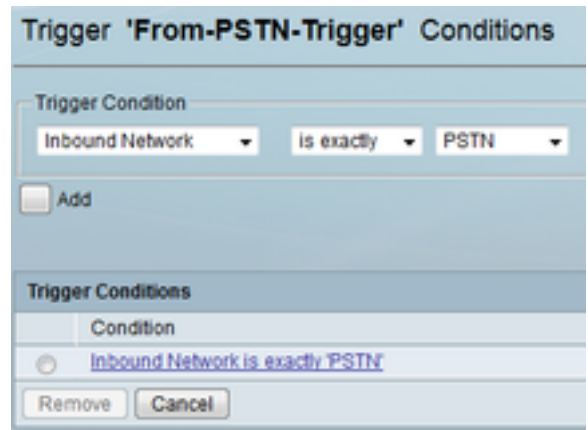 Trigger 'From-PSTN-Trigger' Conditions
Trigger Condition
Inbound Network is exactly PSTN
Add
Trigger Conditions
Condition
Inbound Network is exactly 'PSTN'
Remove Cancel